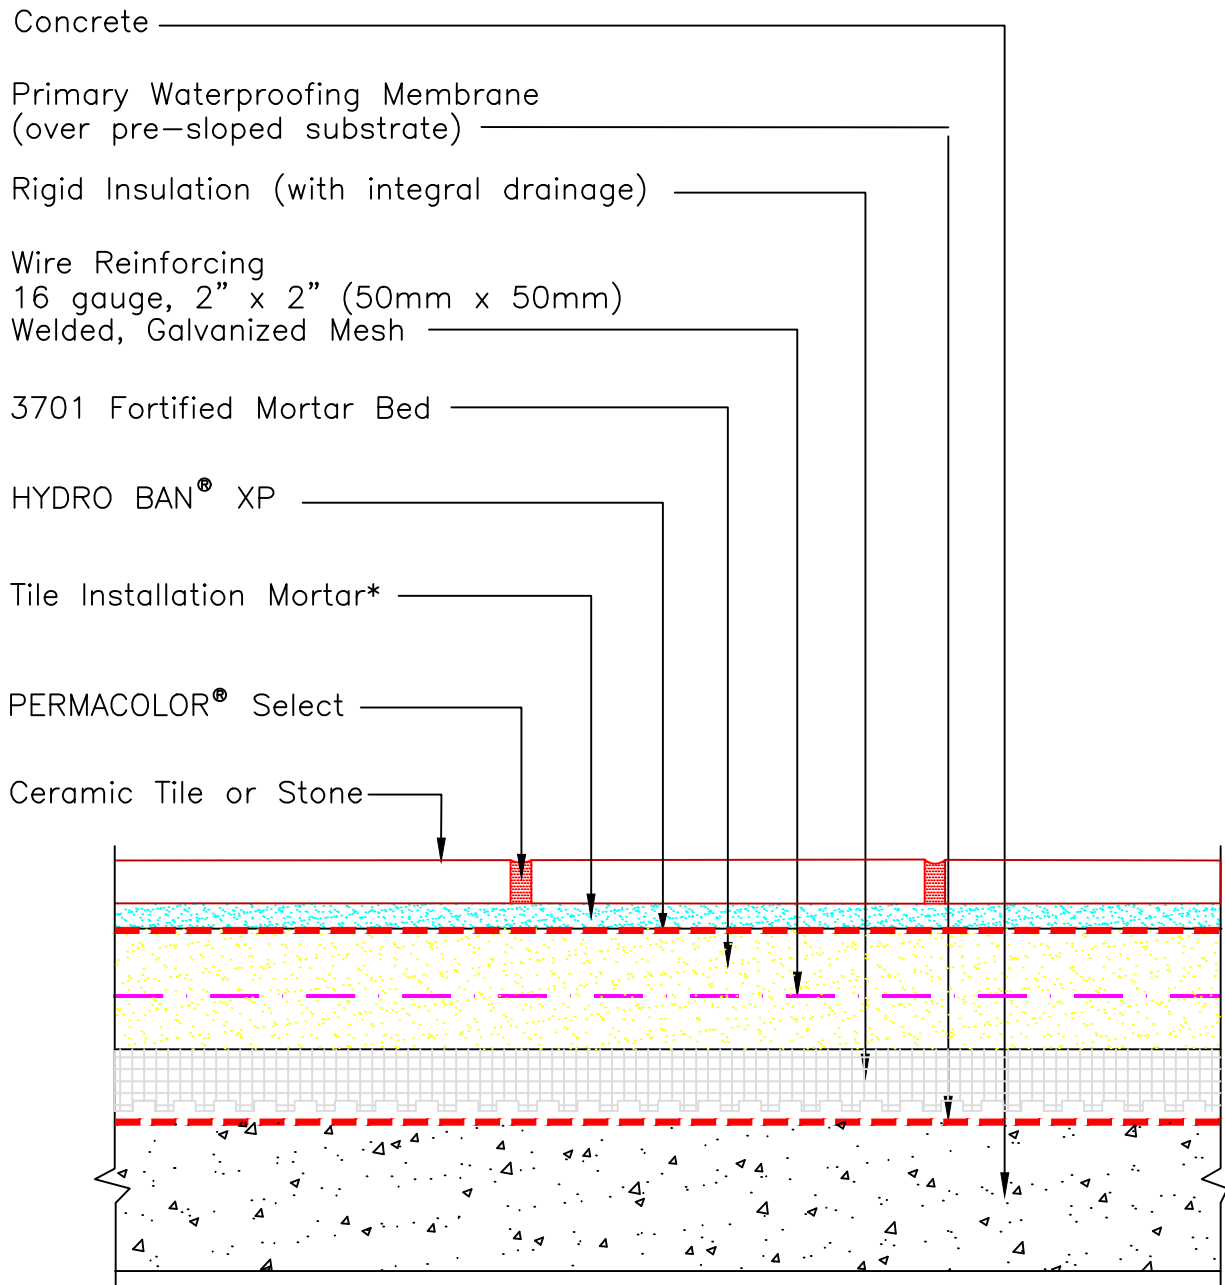 Concrete
Primary Waterproofing Membrane
(over pre-sloped substrate)
Rigid Insulation (with integral drainage)
Wire Reinforcing
16 gauge, 2” x 2” (50mm x 50mm)
Welded, Galvanized Mesh
3701 Fortified Mortar Bed
HYDRO BAN® XP
Tile Installation Mortar*
PERMACOLOR® Select
Ceramic Tile or Stone